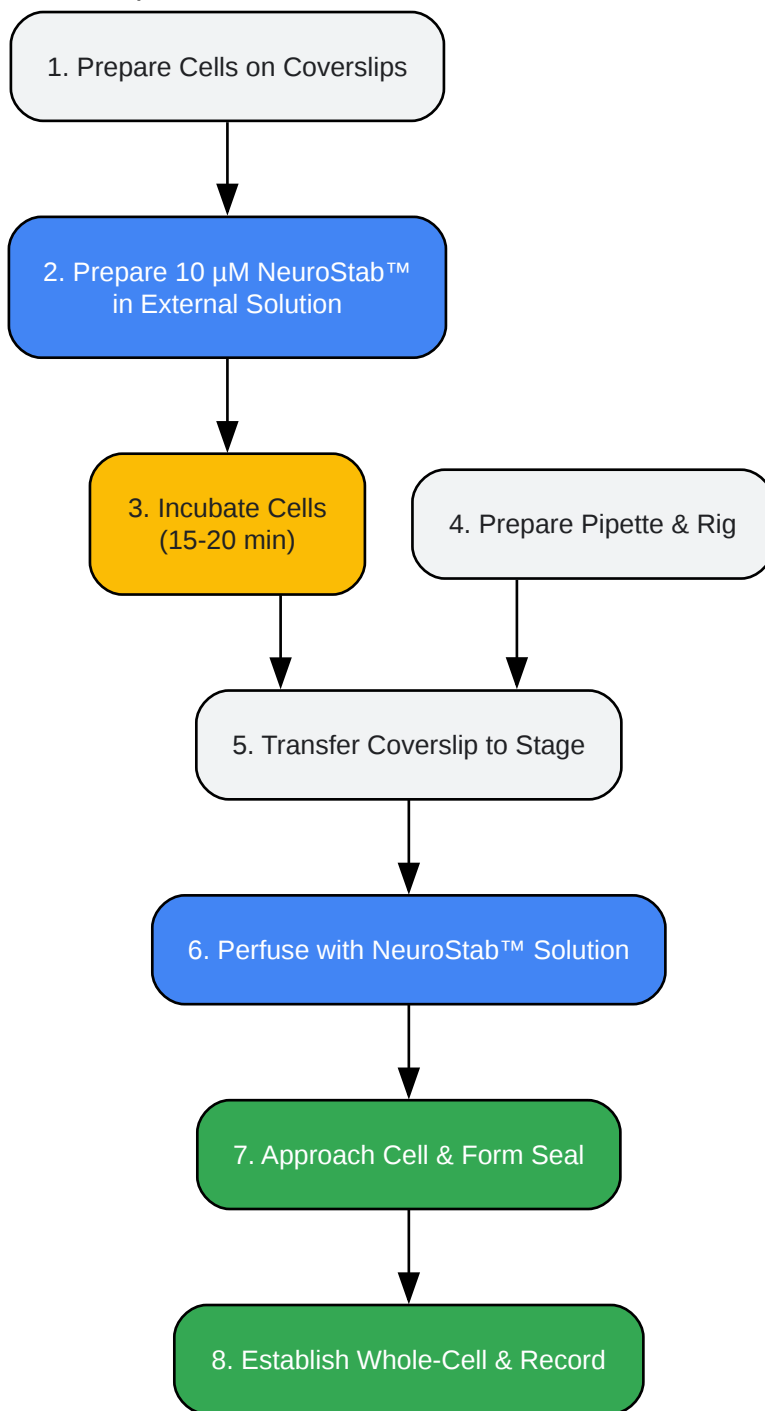 1. Prepare Cells on Coverslips
2. Prepare 10 µM NeuroStab™
in External Solution
3. Incubate Cells
(15-20 min)
4. Prepare Pipette & Rig
5. Transfer Coverslip to Stage
6. Perfuse with NeuroStab™ Solution
7. Approach Cell & Form Seal
8. Establish Whole-Cell & Record